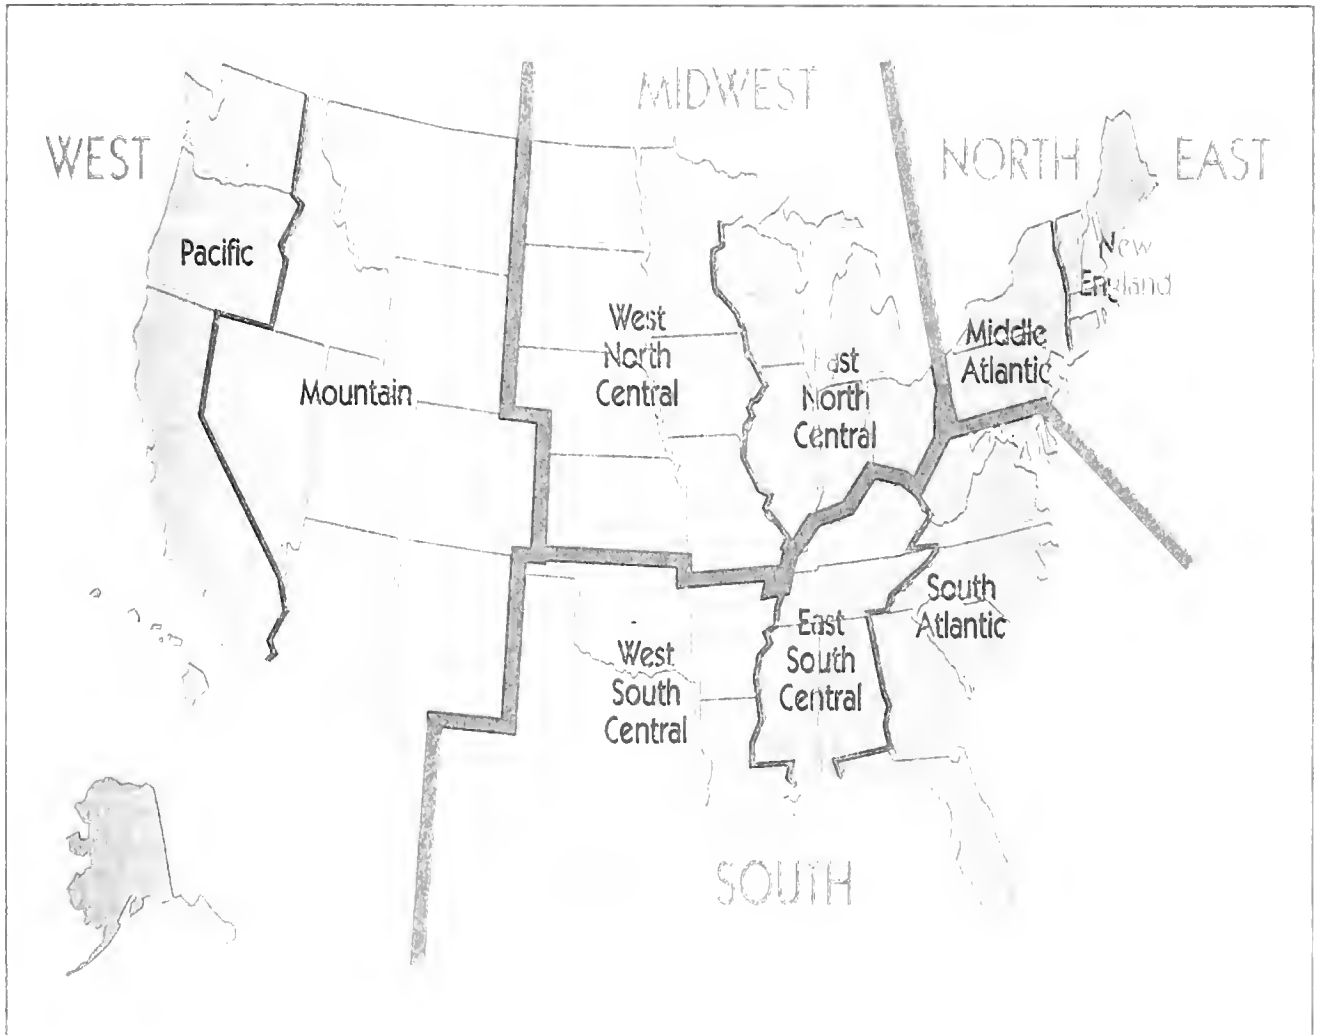 MIDWEST
WEST
NORTH EAST
Pacific
New
England
West
North
Central
Middle
Atlantic
East
North
Central
Mountain
South
Atlantic
East
South
Central
West
South
Central
SOUTH